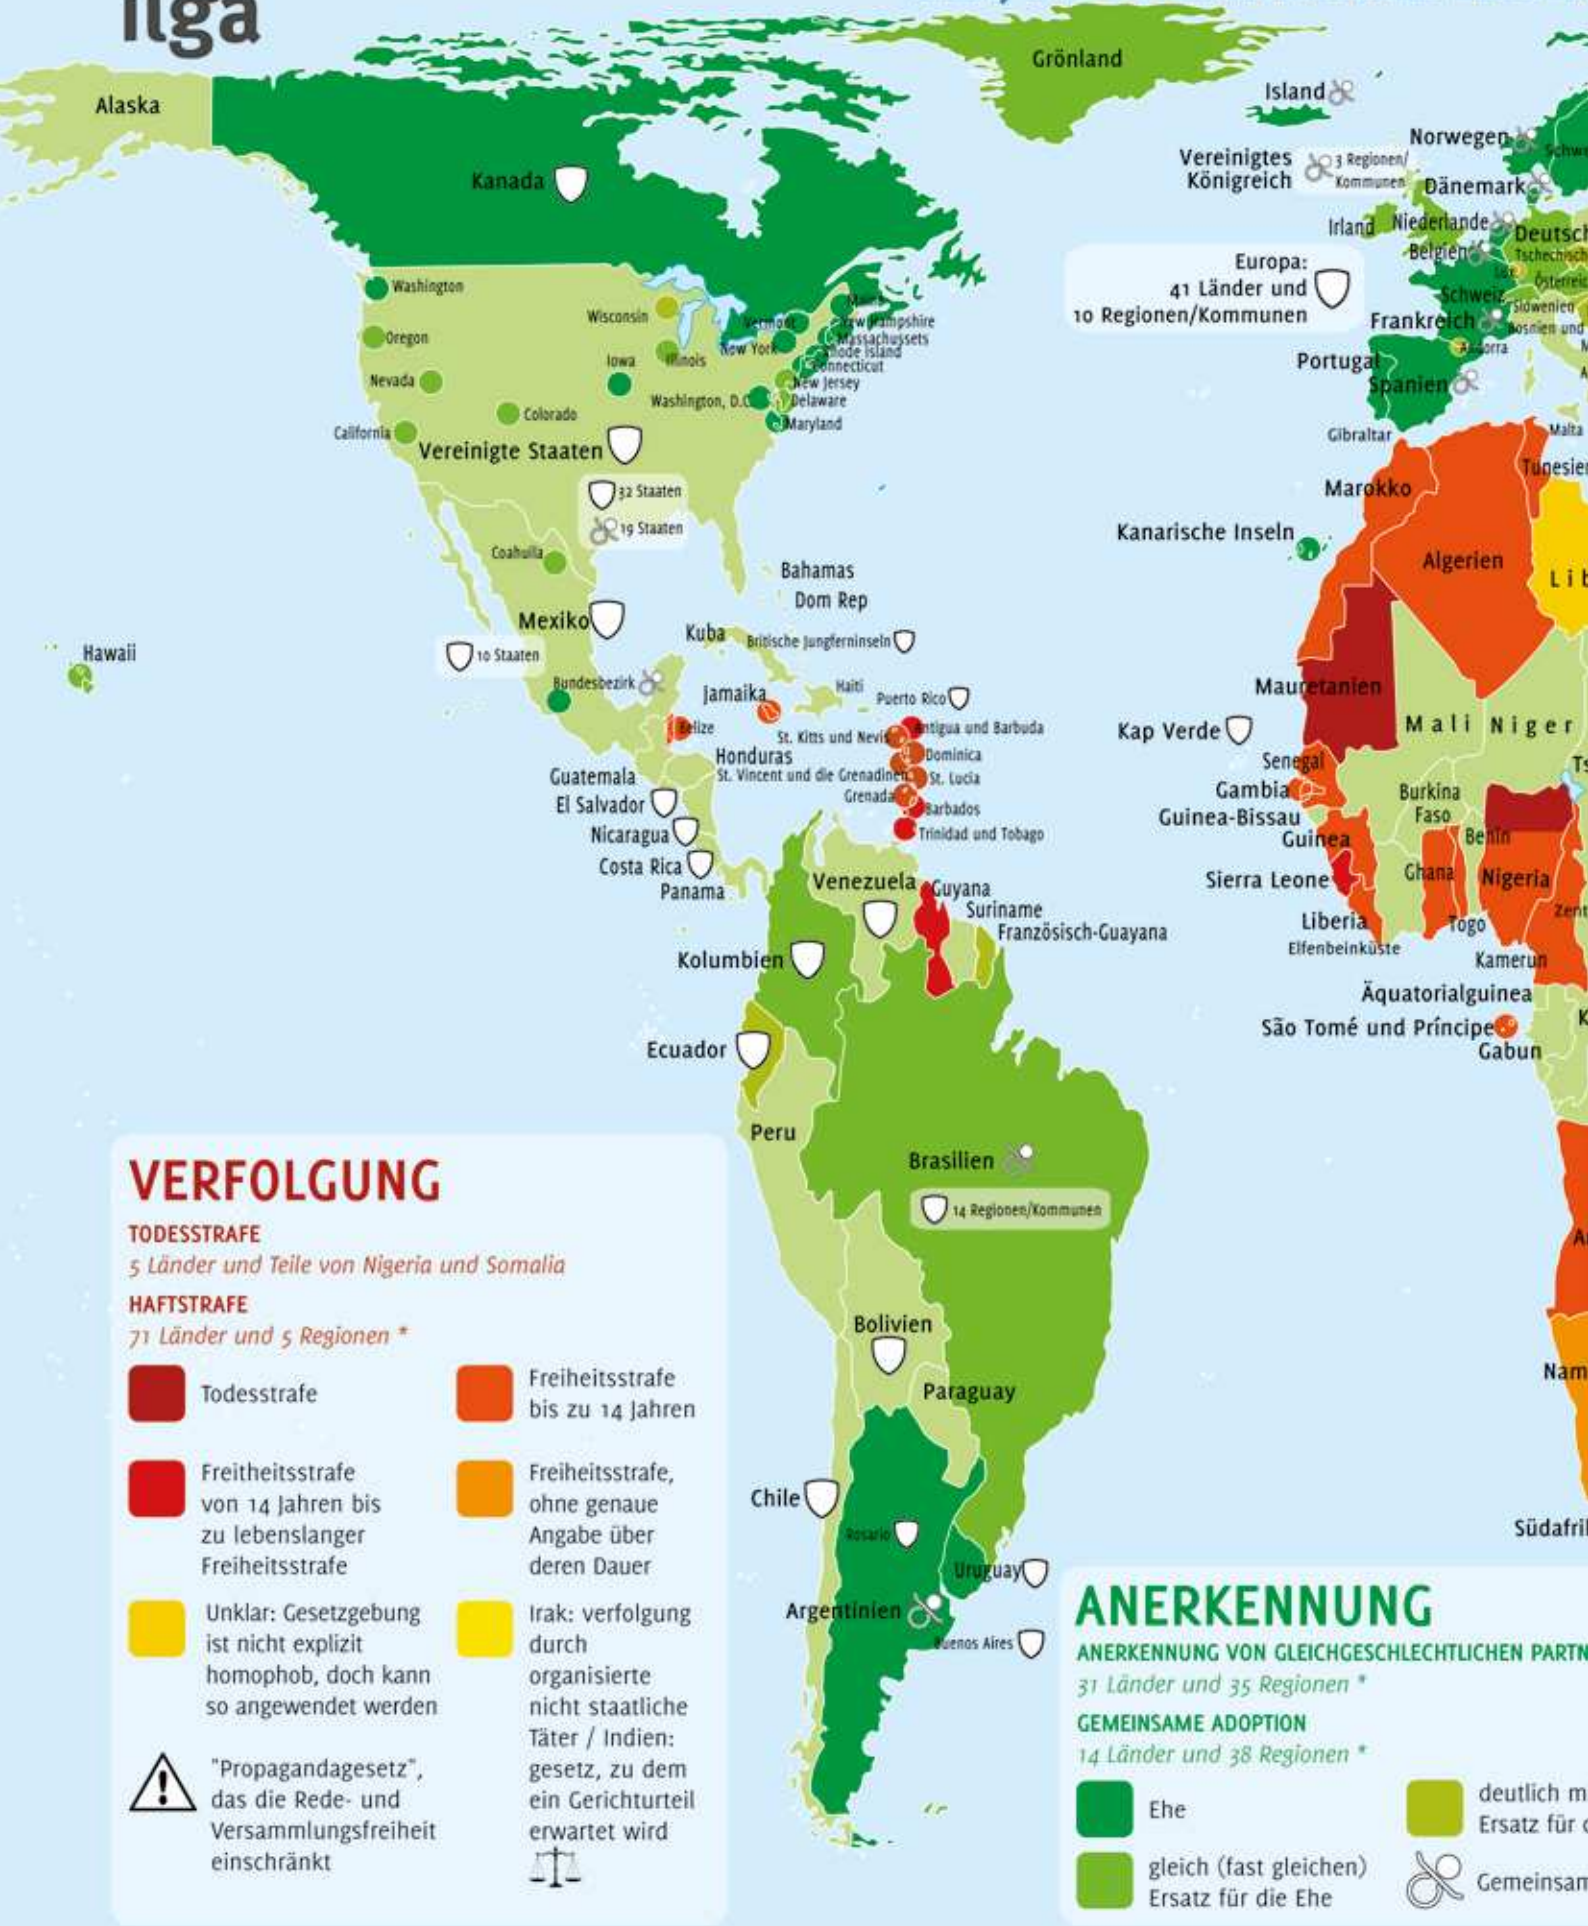 ilga
Grönland
Alaska
Island
Norwegen
Kanada
Vereinigtes
Königreich
3 Regionen/
Kommunen
Dänemark
Irland
Niederlande
Belgien
Europa:
41 Länder und
10 Regionen/Kommunen
Schweiz
Slowenien
Frankreich
Andorra
Portugal
Spanien
Gibraltar
Malta
Washington
Oregon
Nevada
California
Colorado
Wisconsin
Iowa
Illinois
Vermont
New York
Maine
New Hampshire
Massachussets
Rhode Island
Connecticut
New Jersey
Washington, D.C.
Delaware
Maryland
Vereinigte Staaten
32 Staaten
19 Staaten
Marokko
Kanarische Inseln
Algerien
Coahuila
Mexiko
10 Staaten
Bundesbezirk
Hawaii
Bahamas
Dom Rep
Kuba
Britische Jungferninseln
Jamaika
Haiti
Puerto Rico
Belize
St. Kitts und Nevis
Antigua und Barbuda
Honduras
Dominica
St. Vincent und die Grenadinen
St. Lucia
Guatemala
Grenada
El Salvador
Barbados
Nicaragua
Trinidad und Tobago
Costa Rica
Panama
Mauretanien
Kap Verde
Mali
Niger
Senegal
Gambia
Burkina
Faso
Guinea-Bissau
Benin
Guinea
Sierra Leone
Ghana
Nigeria
Liberia
Togo
Elfenbeinküste
Kamerun
Äquatorialguinea
São Tomé und Príncipe
Gabun
Venezuela
Guyana
Suriname
Französisch-Guayana
Kolumbien
Ecuador
Peru
Brasilien
14 Regionen/Kommunen
Bolivien
Paraguay
Chile
Rosario
Uruguay
Argentinien
Buenos Aires
VERFOLGUNG
TODESSTRAFE
5 Länder und Teile von Nigeria und Somalia
HAFTSTRAFE
71 Länder und 5 Regionen *
Todesstrafe
Freiheitsstrafe
bis zu 14 Jahren
Freitheitsstrafe
von 14 Jahren bis
zu lebenslanger
Freiheitsstrafe
Freiheitsstrafe,
ohne genaue
Angabe über
deren Dauer
Unklar: Gesetzgebung
ist nicht explizit
homophob, doch kann
so angewendet werden
Irak: verfolgung
durch
organisierte
nicht staatliche
Täter / Indien:
gesetz, zu dem
ein Gerichturteil
erwartet wird
"Propagandagesetz",
das die Rede- und
Versammlungsfreiheit
einschränkt
ANERKENNUNG
ANERKENNUNG VON GLEICHGESCHLECHTLICHEN PARTN
31 Länder und 35 Regionen *
GEMEINSAME ADOPTION
14 Länder und 38 Regionen *
Ehe
deutlich m
Ersatz für
gleich (fast gleichen)
Ersatz für die Ehe
Gemeinsam